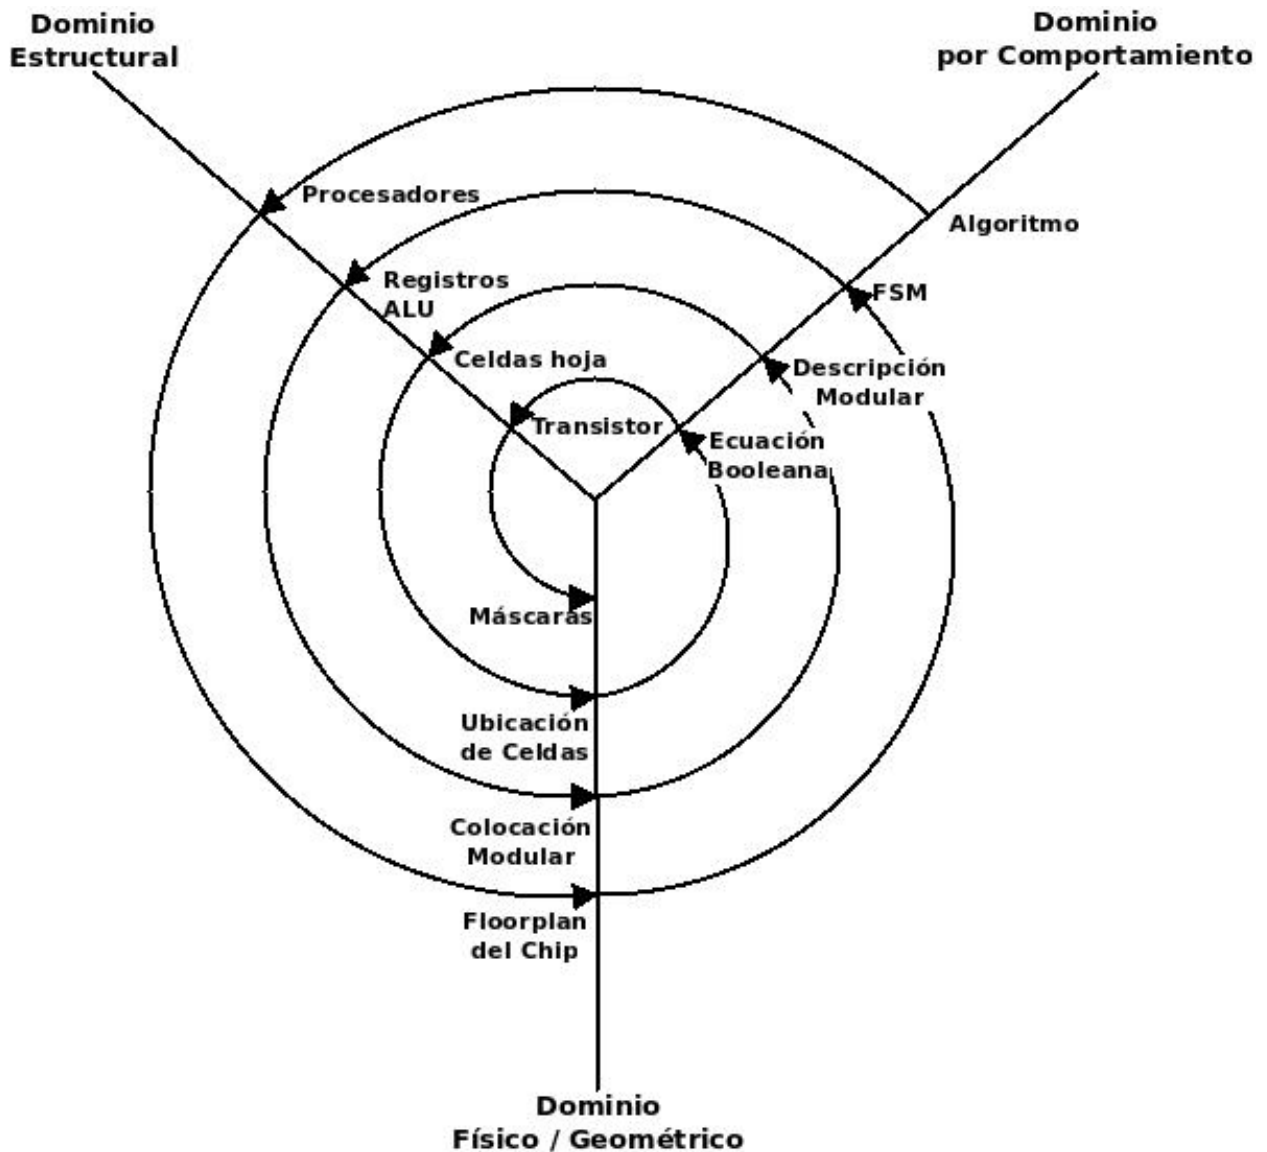 Dominio
Estructural
Dominio
por Comportamiento
Procesadores
Algoritmo
Registros
ALU
FSM
Celdas hoja
Descripción
Modular
Transistor
Ecuación
Booleana
Máscaras
Ubicación
de Celdas
Colocación
Modular
Floorplan
del Chip
Dominio
Físico / Geométrico